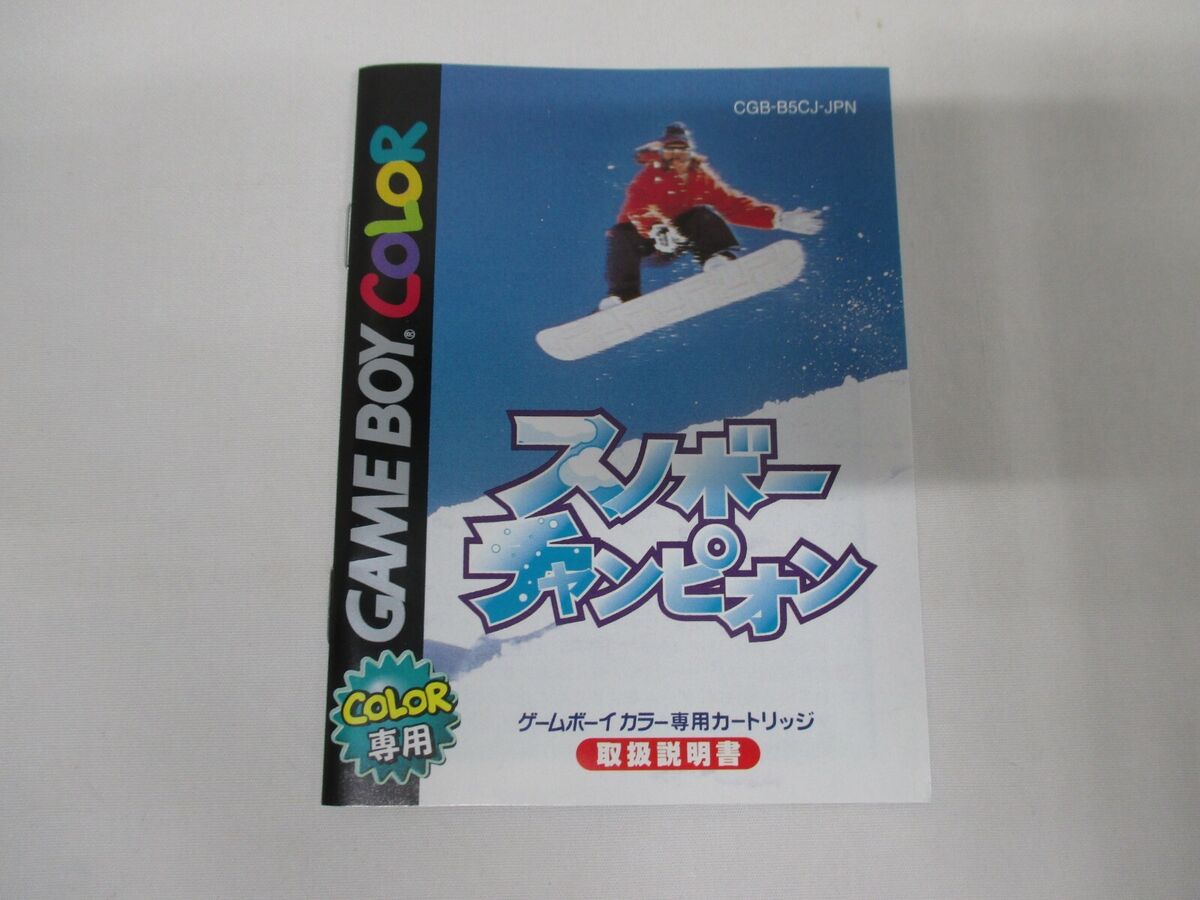 CGB-B5CJ-JPN
GAME BOY® COLOR
スノボー
チャンピオン
COLOR
専用
ゲームボーイカラー専用カートリッジ
取扱説明書